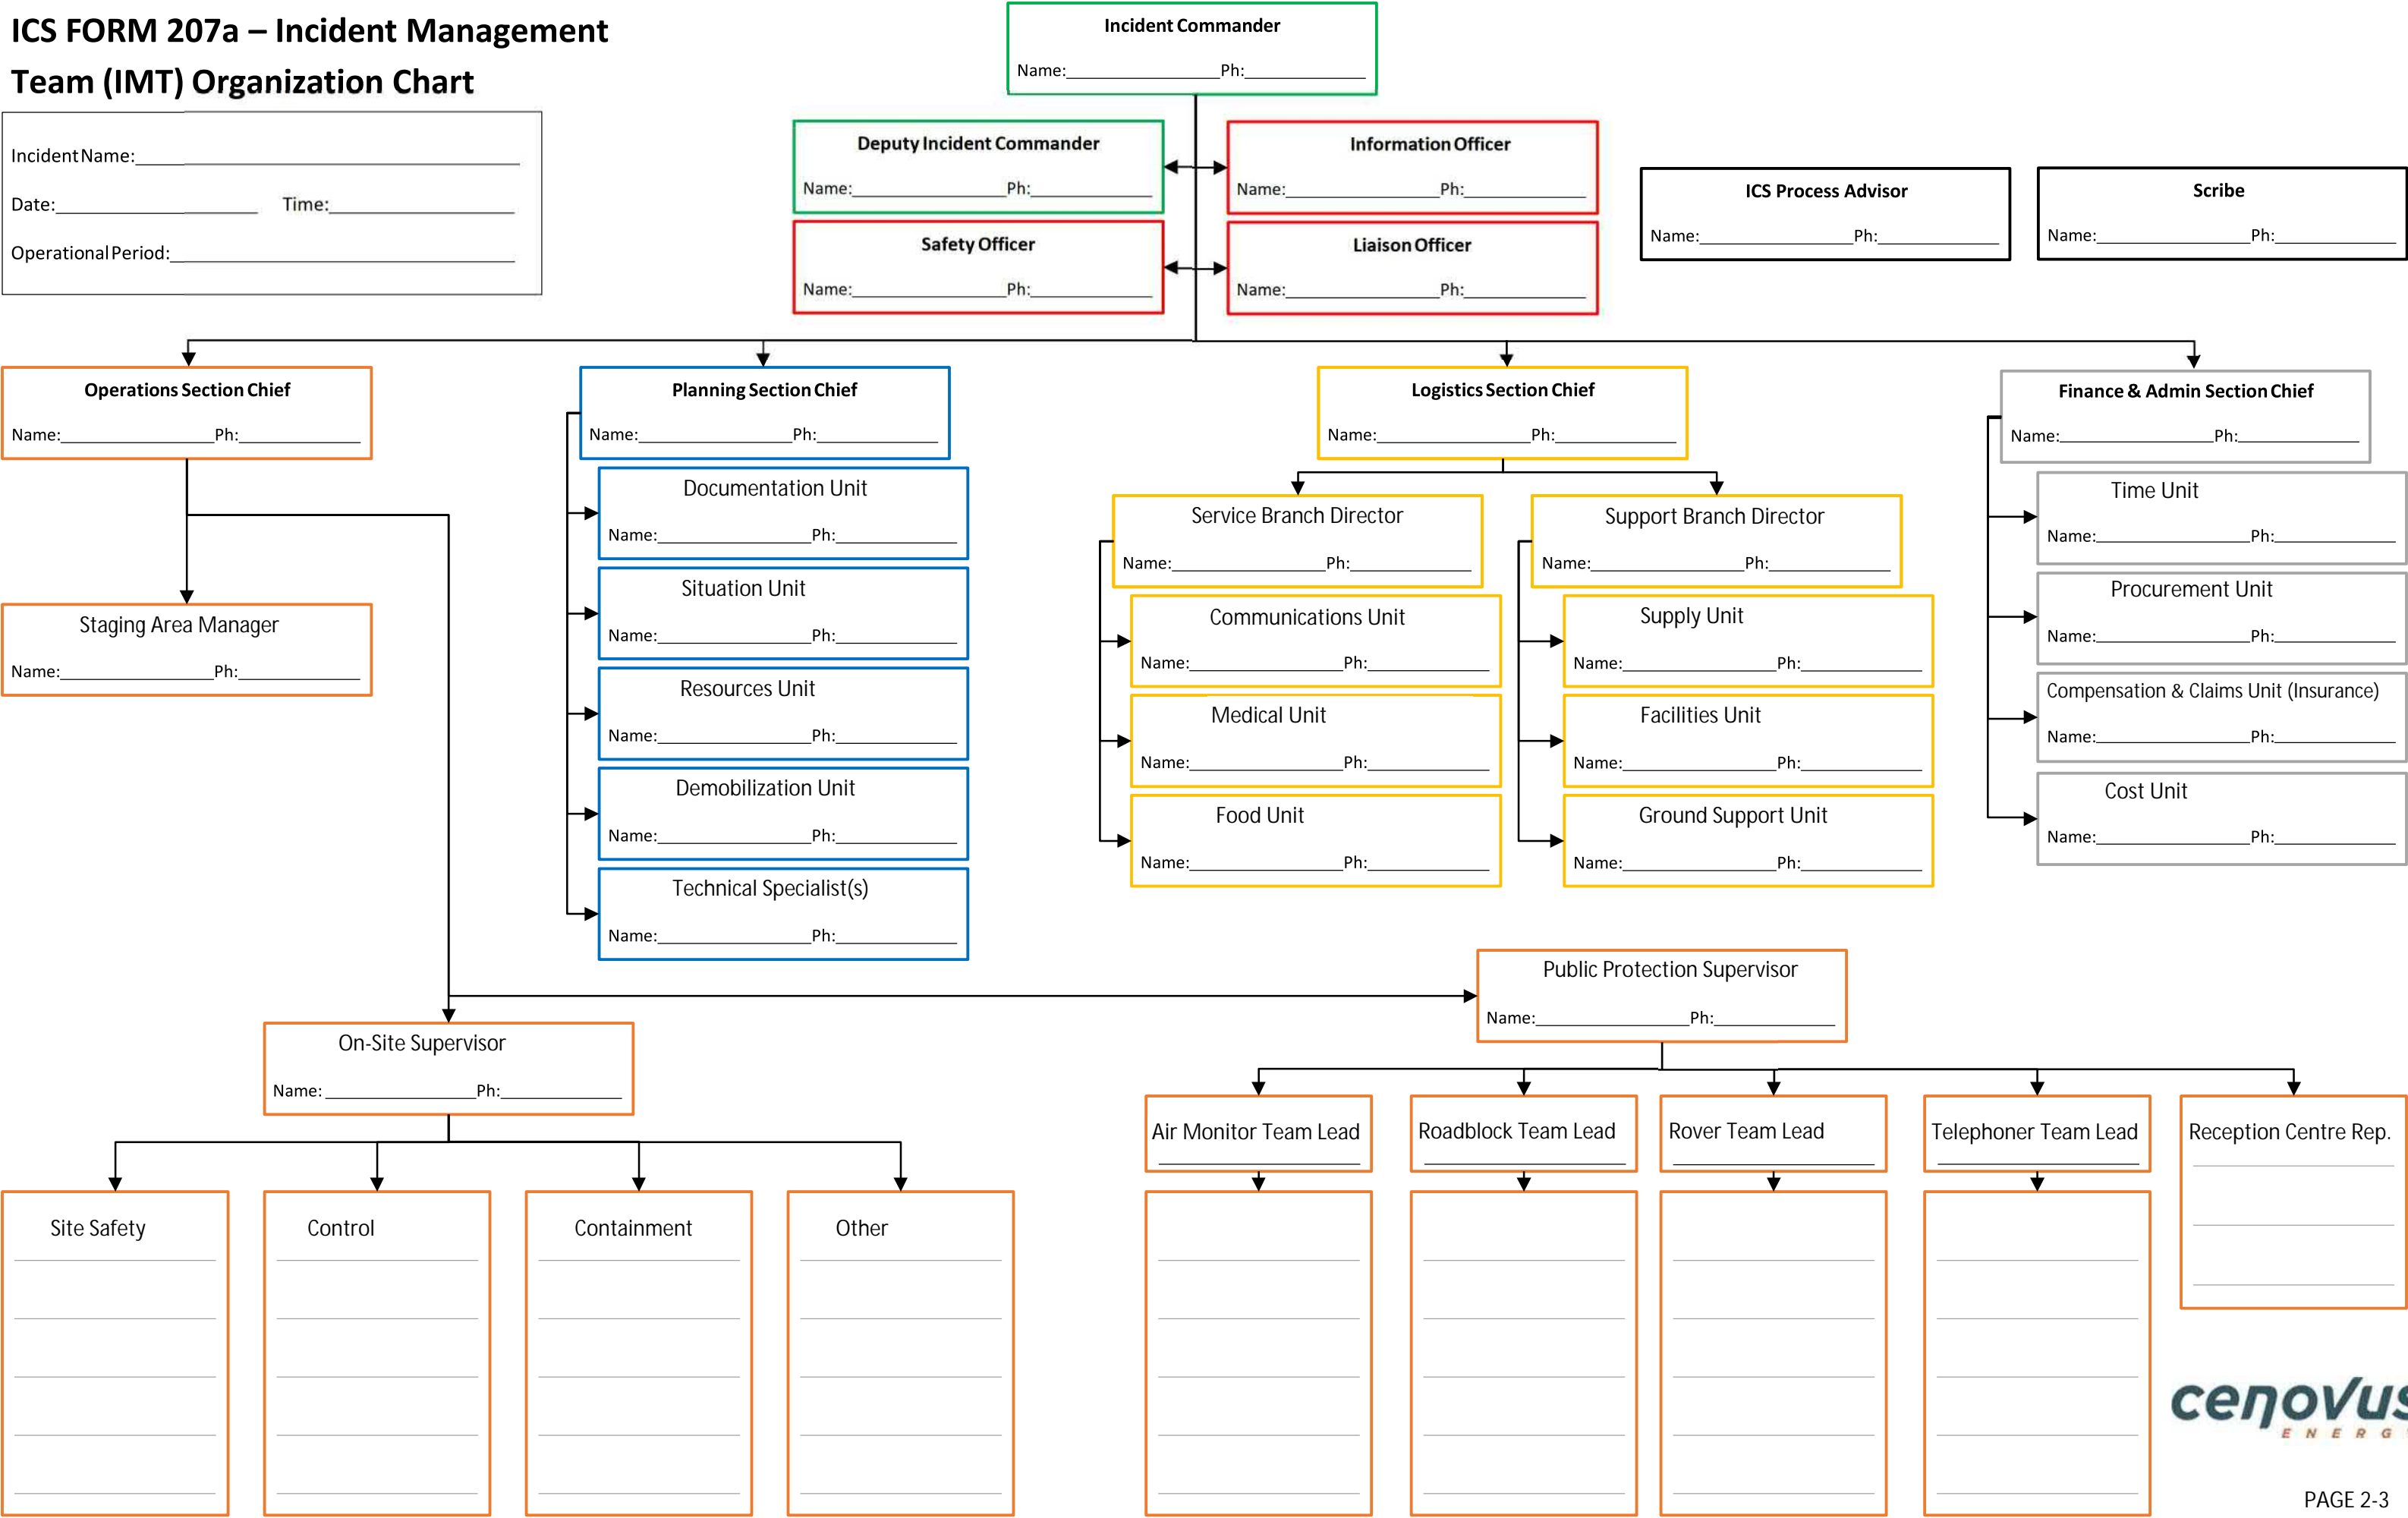 ICS FORM 207a – Incident Management
Team (IMT) Organization Chart
Incident Name:
Date: Time:
Operational Period:
Incident Commander
Name: Ph:
Deputy Incident Commander
Name: Ph:
Information Officer
Name: Ph:
Safety Officer
Name: Ph:
Liaison Officer
Name: Ph:
ICS Process Advisor
Name: Ph:
Scribe
Name: Ph:
Operations Section Chief
Name: Ph:
Staging Area Manager
Name: Ph:
Planning Section Chief
Name: Ph:
Documentation Unit
Name: Ph:
Situation Unit
Name: Ph:
Resources Unit
Name: Ph:
Demobilization Unit
Name: Ph:
Technical Specialist(s)
Name: Ph:
Logistics Section Chief
Name: Ph:
Service Branch Director
Name: Ph:
Communications Unit
Name: Ph:
Medical Unit
Name: Ph:
Food Unit
Name: Ph:
Support Branch Director
Name: Ph:
Supply Unit
Name: Ph:
Facilities Unit
Name: Ph:
Ground Support Unit
Name: Ph:
Finance & Admin Section Chief
Name: Ph:
Time Unit
Name: Ph:
Procurement Unit
Name: Ph:
Compensation & Claims Unit (Insurance)
Name: Ph:
Cost Unit
Name: Ph:
On-Site Supervisor
Name: Ph:
Site Safety
Control
Containment
Other
Public Protection Supervisor
Name: Ph:
Air Monitor Team Lead
Roadblock Team Lead
Rover Team Lead
Telephoner Team Lead
Reception Centre Rep.
cenovus
ENERG
PAGE 2-3